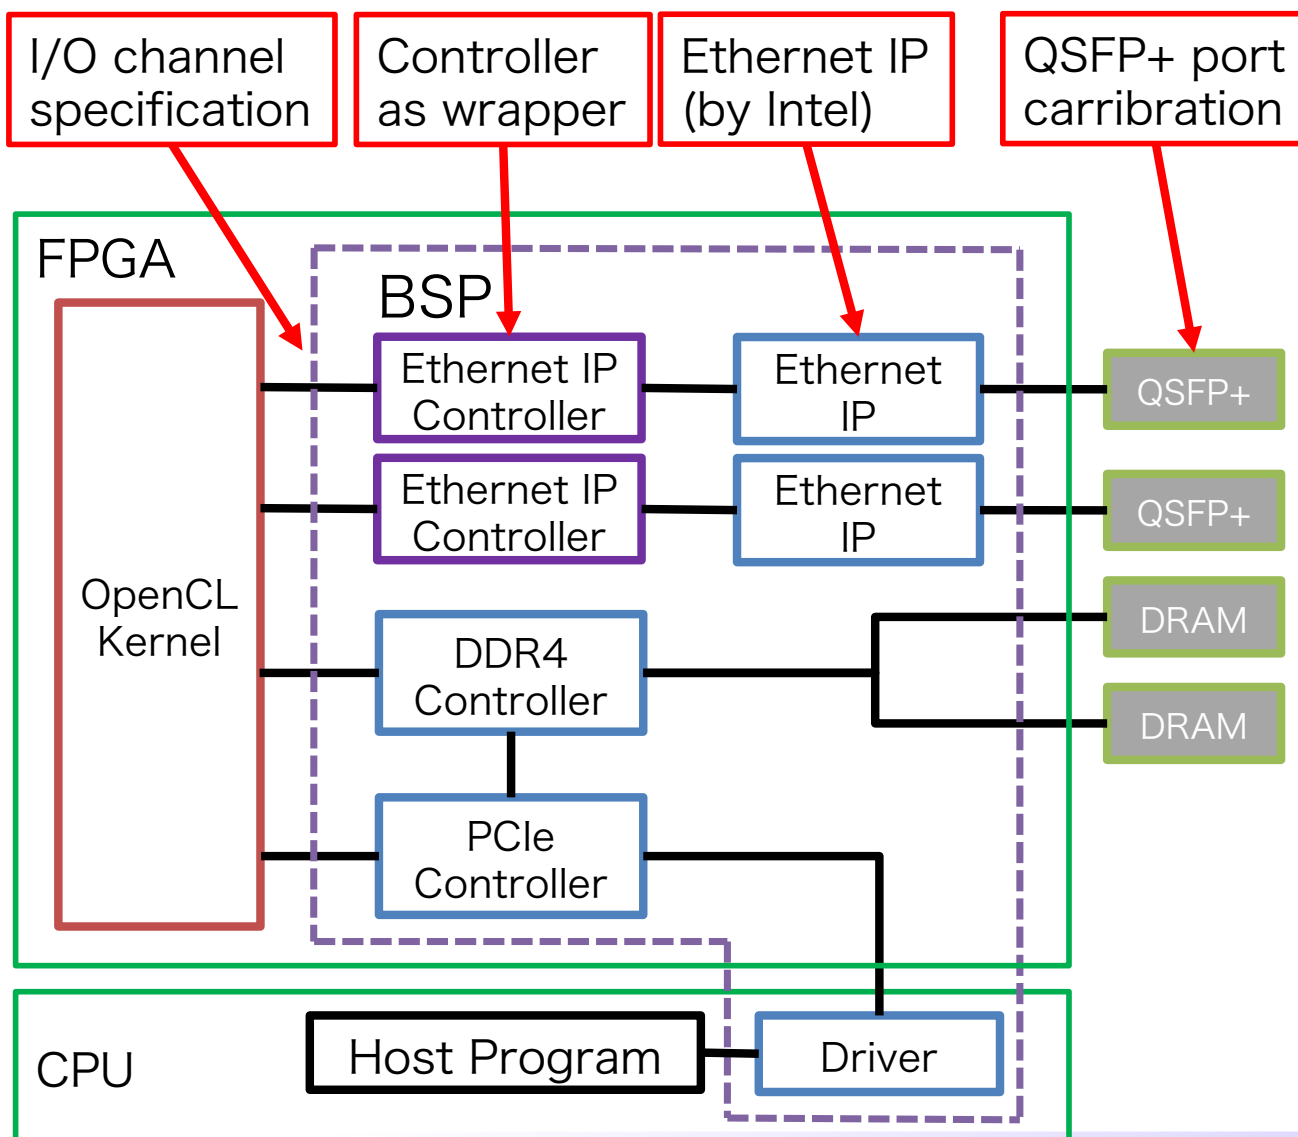 I/O channel
specification
Controller
as wrapper
Ethernet IP
(by Intel)
QSFP+ port
carribration
FPGA
BSP
OpenCL
Kernel
Ethernet IP
Controller
Ethernet
IP
QSFP+
Ethernet IP
Controller
Ethernet
IP
QSFP+
DDR4
Controller
DRAM
DRAM
PCIe
Controller
CPU
Host Program
Driver